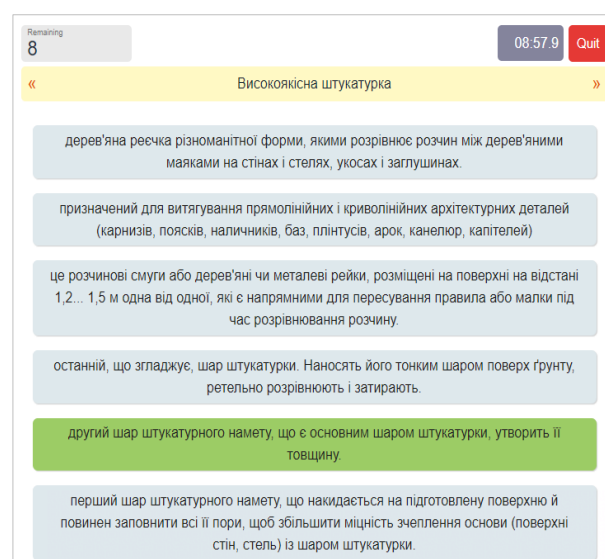 Remaining
8
08:57.9
Quit
« Високоякісна штукатурка »
дерев'яна реєчка різноманітної форми, якими розрівнює розчин між дерев'яними
маяками на стінах і стелях, укосах і заглушинах.
призначений для витягування прямолінійних і криволінійних архітектурних деталей
(карнизів, поясків, наличників, баз, плінтусів, арок, канелюр, капітелей)
це розчинові смуги або дерев'яні чи металеві рейки, розміщені на поверхні на відстані
1,2... 1,5 м одна від одної, які є напрямними для пересування правила або малки під
час розрівнювання розчину.
останній, що згладжує, шар штукатурки. Наносять його тонким шаром поверх ґрунту,
ретельно розрівнюють і затирають.
другий шар штукатурного намету, що є основним шаром штукатурки, утворить її
товщину.
перший шар штукатурного намету, що накидається на підготовлену поверхню й
повинен заповнити всі її пори, щоб збільшити міцність зчеплення основи (поверхні
стін, стель) із шаром штукатурки.